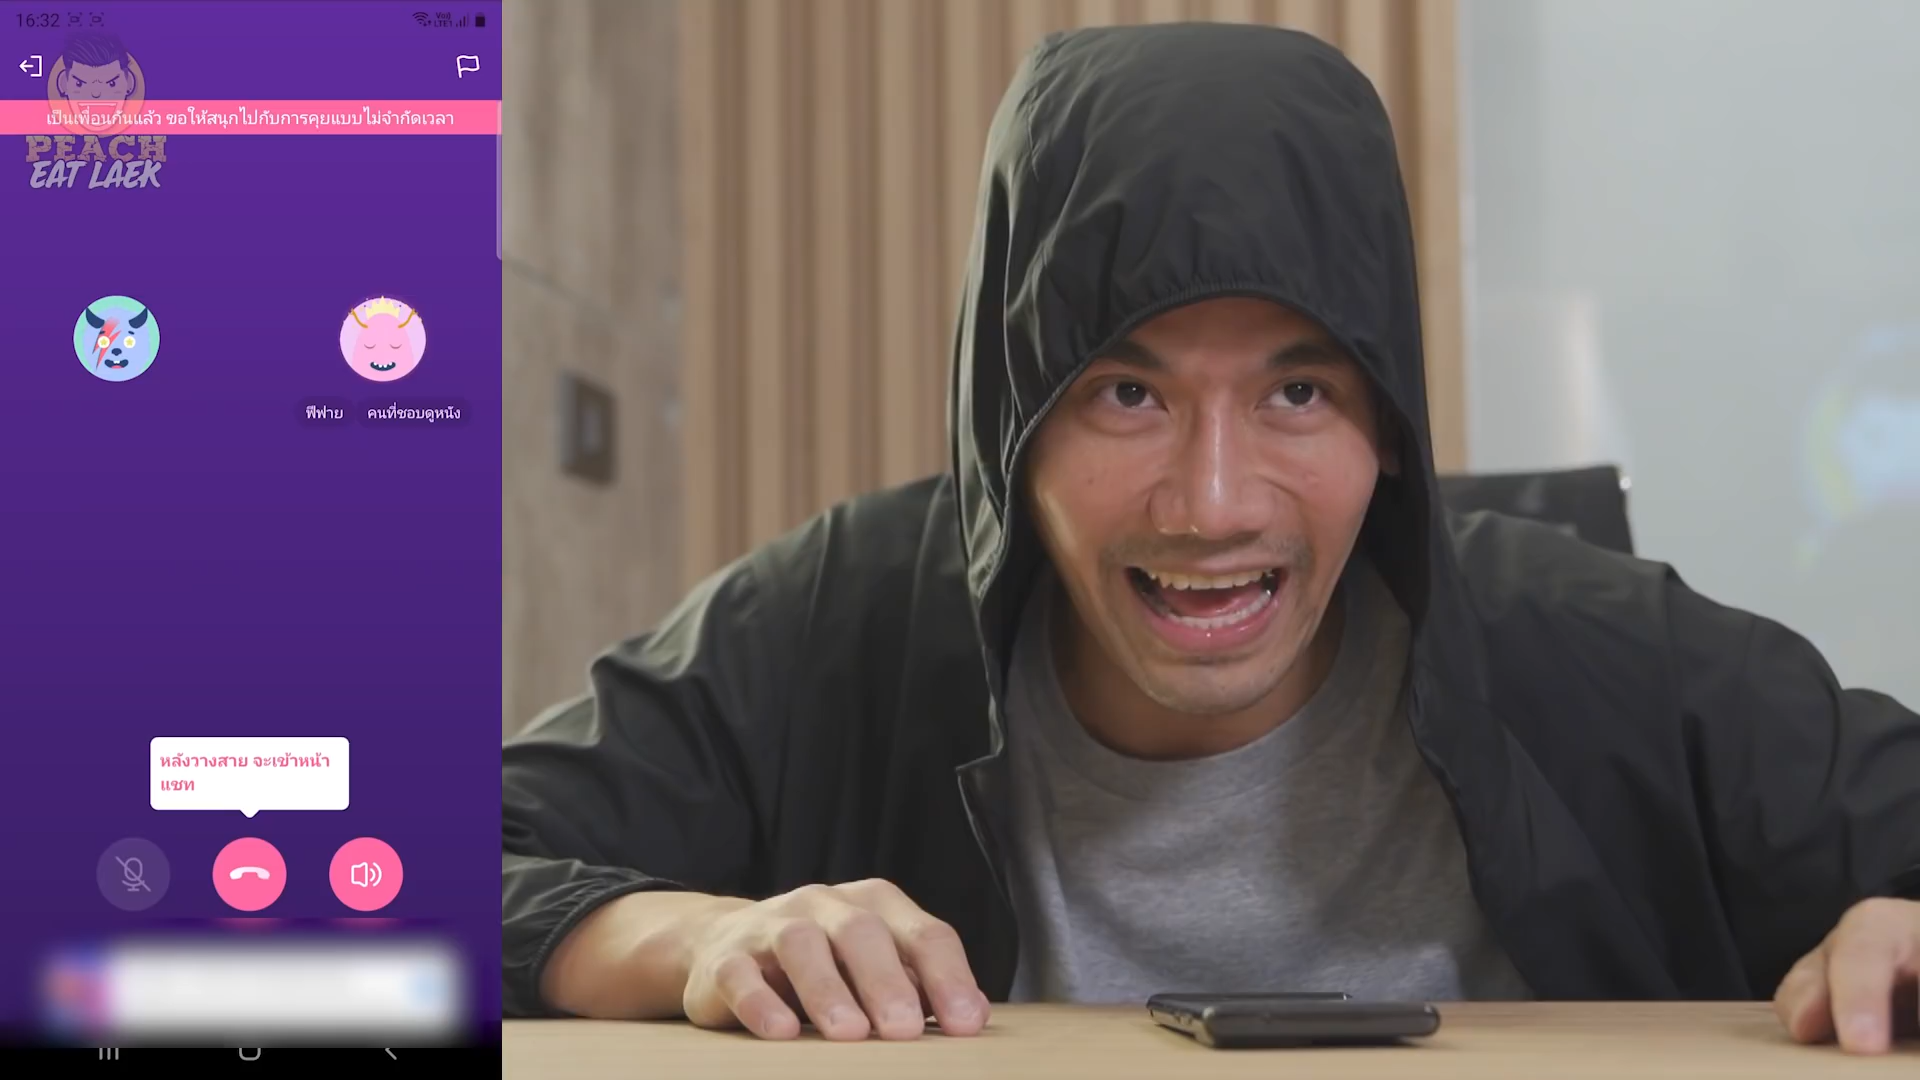 16:32
Vo))
LTE1
เป็นเพื่อนกันแล้ว ขอให้สนุกไปกับการคุยแบบไม่จำกัดเวลา
PEACH
EAT LAEK
ฟีฟาย
คนที่ชอบดูหนัง
หลังวางสาย จะเข้าหน้า
แชท